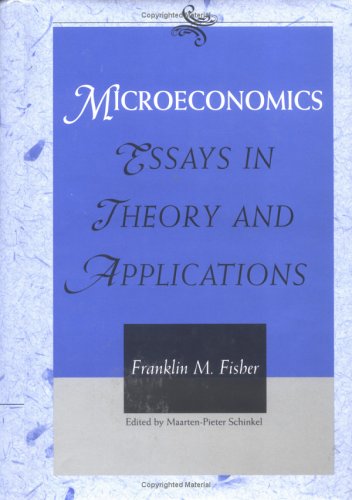 Copyrighted Material
MICROECONOMICS
ESSAYS IN
THEORY AND
APPLICATIONS
Franklin M. Fisher
Edited by Maarten-Pieter Schinkel
Copyrighted Material